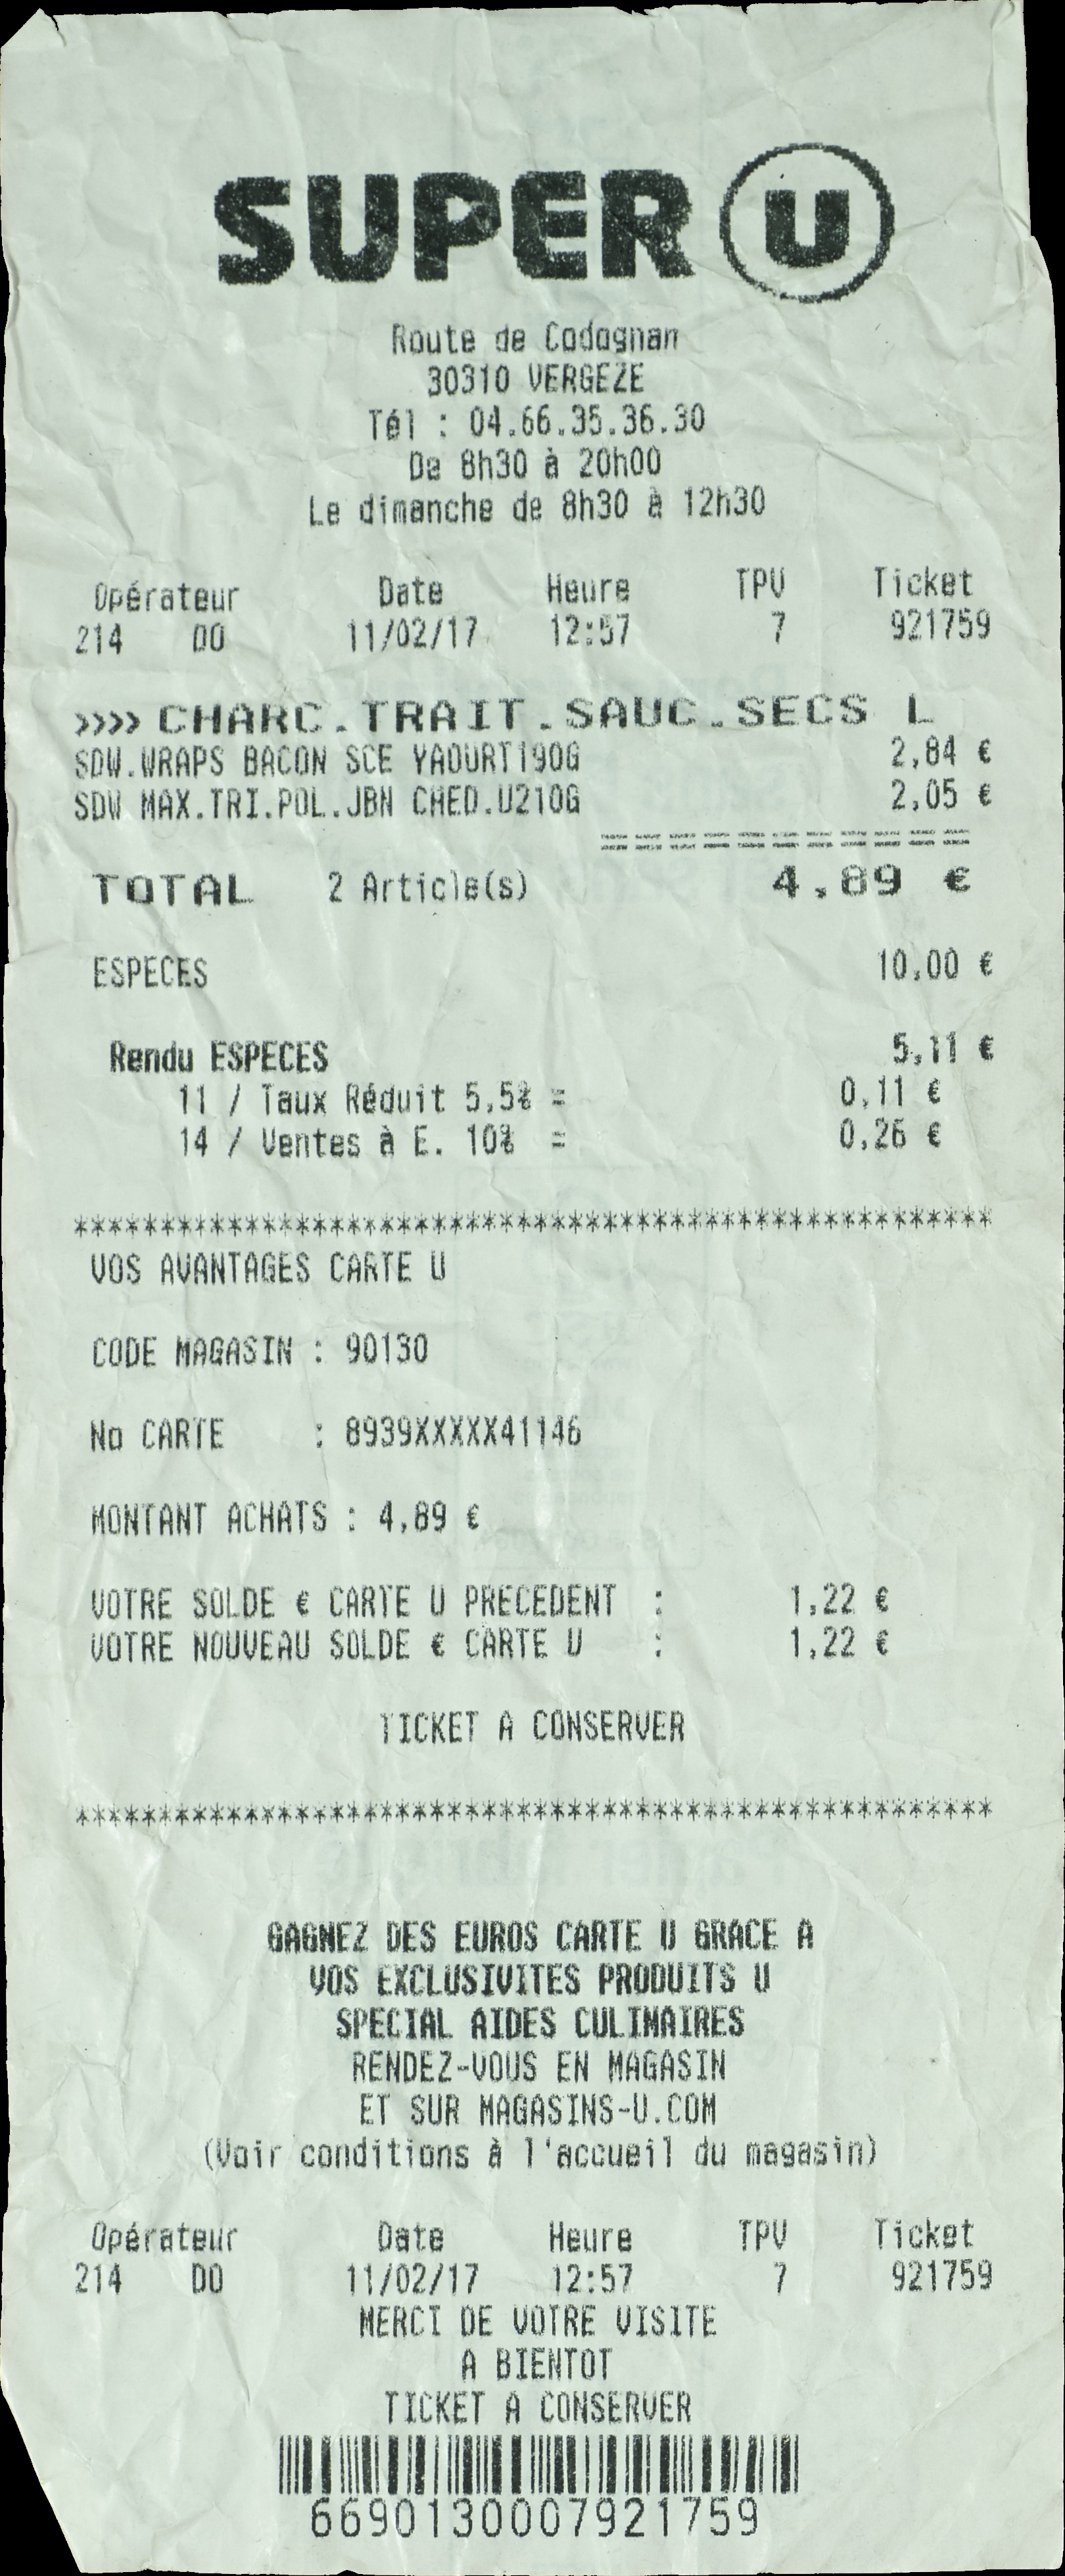 SUPER U
Route de Codognan
30310 VERGEZE
Tél : 04.66.35.36.30
De 8h30 à 20h00
Le dimanche de 8h30 à 12h30
Opérateur Date Heure TPV Ticket
214 DO 11/02/17 12:57 7 921759
»»» CHARC.TRAIT.SAUC.SECS L
SDW.WRAPS BACON SCE YAOURT190G 2,84 €
SDW MAX.TRI.POL.JBN CHED.U210G 2,05 €
===========
TOTAL 2 Article(s) 4,89 €
ESPECES 10,00 €
Rendu ESPECES 5,11 €
11 / Taux Réduit 5,5% = 0,11 €
14 / Ventes à E. 10% = 0,26 €
******************************************************
VOS AVANTAGES CARTE U
CODE MAGASIN : 90130
No CARTE : 8939XXXXX41146
MONTANT ACHATS : 4,89 €
VOTRE SOLDE € CARTE U PRECEDENT : 1,22 €
VOTRE NOUVEAU SOLDE € CARTE U : 1,22 €
TICKET A CONSERVER
******************************************************
GAGNEZ DES EUROS CARTE U GRACE A
VOS EXCLUSIVITES PRODUITS U
SPECIAL AIDES CULINAIRES
RENDEZ-VOUS EN MAGASIN
ET SUR MAGASINS-U.COM
(Voir conditions à l'accueil du magasin)
Opérateur Date Heure TPV Ticket
214 DO 11/02/17 12:57 7 921759
MERCI DE VOTRE VISITE
A BIENTOT
TICKET A CONSERVER
6690130007921759